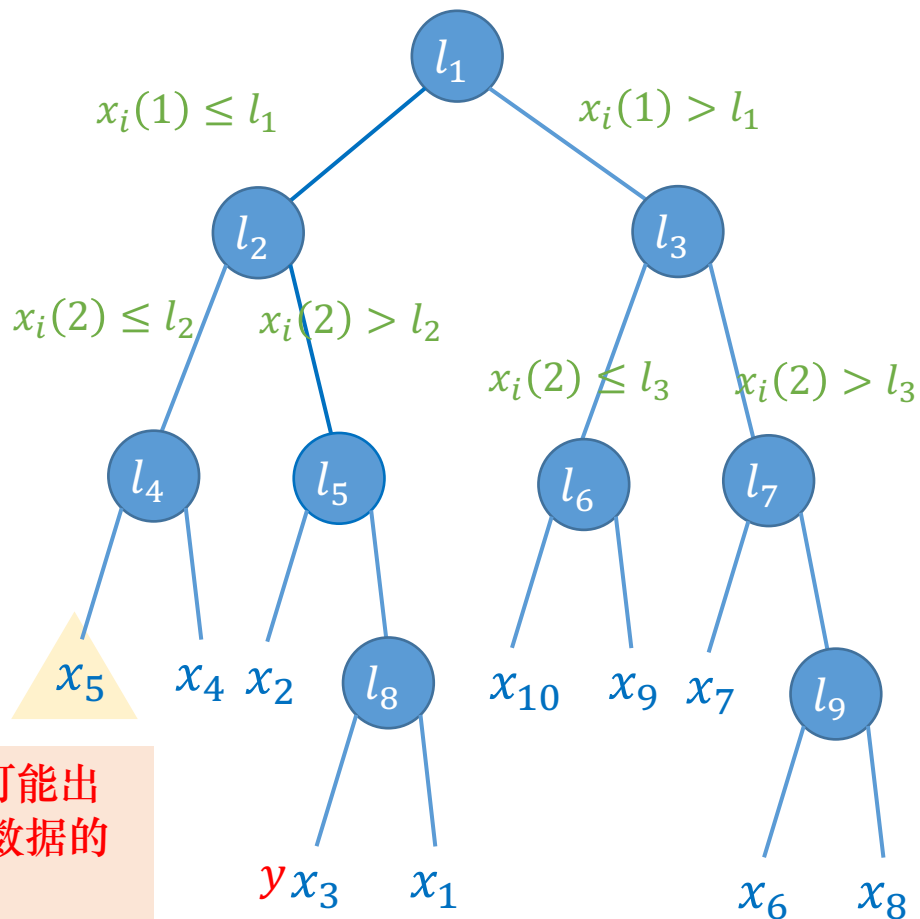 l₁
xᵢ(1) ≤ l₁ xᵢ(1) > l₁
l₂ l₃
xᵢ(2) ≤ l₂ xᵢ(2) > l₂
xᵢ(2) ≤ l₃ xᵢ(2) > l₃
l₄ l₅ l₆ l₇
x₅ x₄ x₂ l₈ x₁₀ x₉ x₇ l₉
可能出
数据的
y x₃ x₁ x₆ x₈